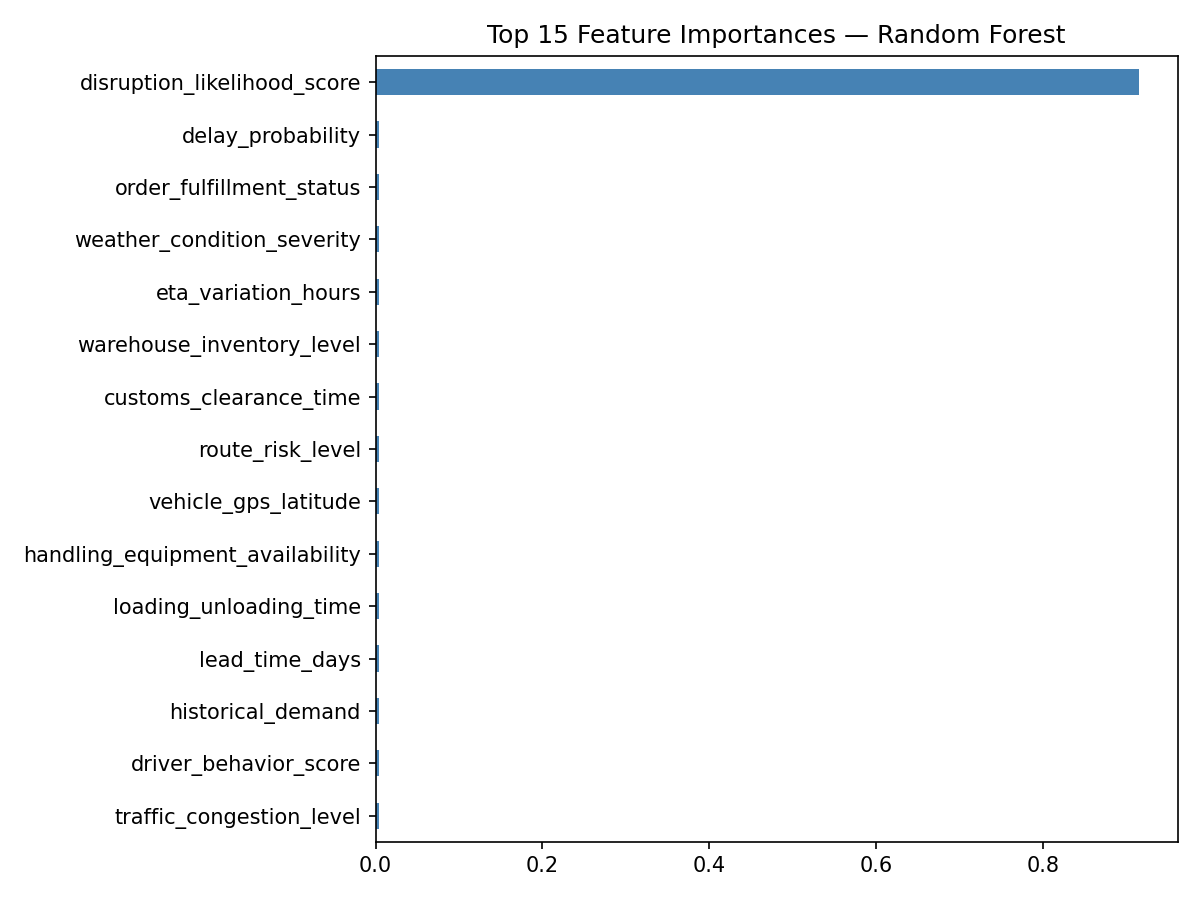 Top 15 Feature Importances — Random Forest
disruption_likelihood_score
delay_probability
order_fulfillment_status
weather_condition_severity
eta_variation_hours
warehouse_inventory_level
customs_clearance_time
route_risk_level
vehicle_gps_latitude
handling_equipment_availability
loading_unloading_time
lead_time_days
historical_demand
driver_behavior_score
traffic_congestion_level
0.0 0.2 0.4 0.6 0.8